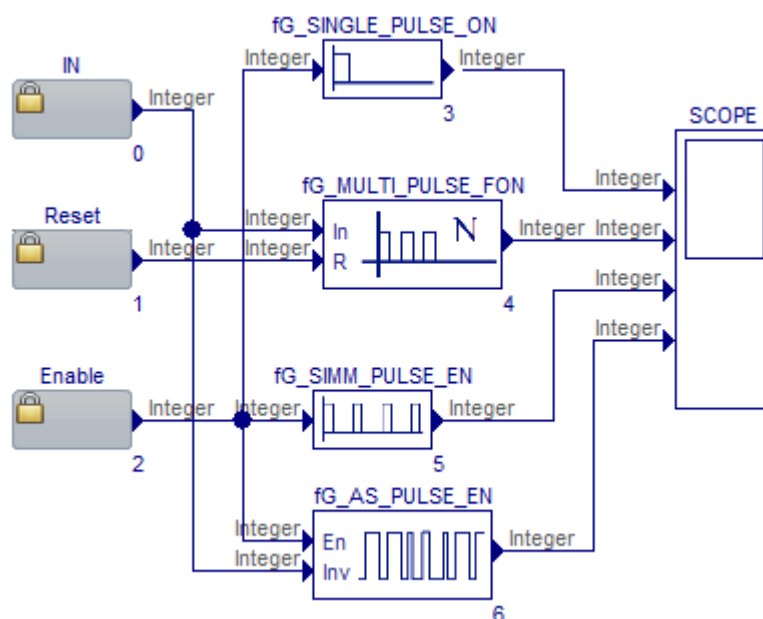 fG_SINGLE_PULSE_ON
IN
Integer
Integer
Integer
SCOPE
0
3
fG_MULTI_PULSE_FON
Integer
Reset
Integer
In
N
Integer
Integer
Integer
Integer
R
1
4
Integer
Enable
fG_SIMM_PULSE_EN
Integer
Integer
Integer
Integer
2
5
fG_AS_PULSE_EN
Integer
En
Integer
Integer
Inv
6